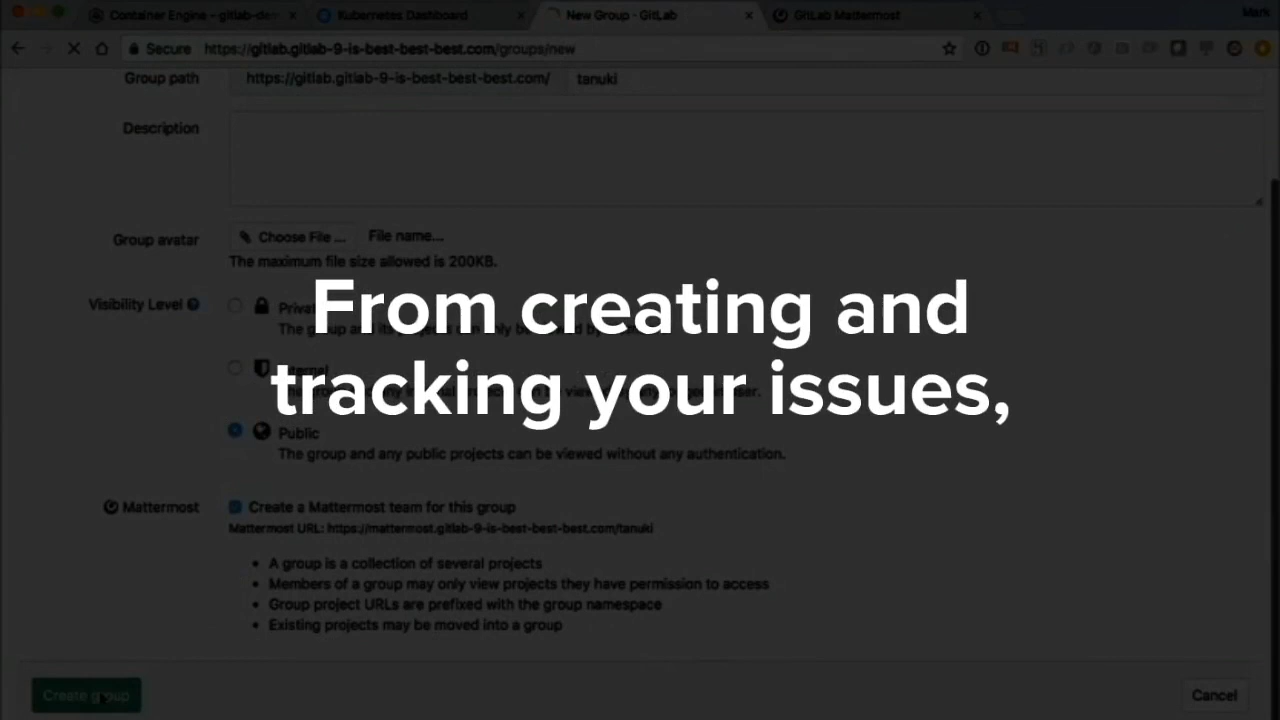 Container Engine - gitlab-dev
Kubernetes Dashboard
New Group · GitLab
GitLab Mattermost
Mark
Secure https://gitlab.gitlab-9-is-best-best-best.com/groups/new
Group path https://gitlab.gitlab-9-is-best-best-best.com/ tanuki
Description
Group avatar Choose File ... File name...
The maximum file size allowed is 200KB.
Visibility Level
From creating and
tracking your issues,
Public
The group and any public projects can be viewed without any authentication.
Mattermost Create a Mattermost team for this group
Mattermost URL: https://mattermost.gitlab-9-is-best-best-best.com/tanuki
• A group is a collection of several projects
• Members of a group may only view projects they have permission to access
• Group project URLs are prefixed with the group namespace
• Existing projects may be moved into a group
Create group
Cancel